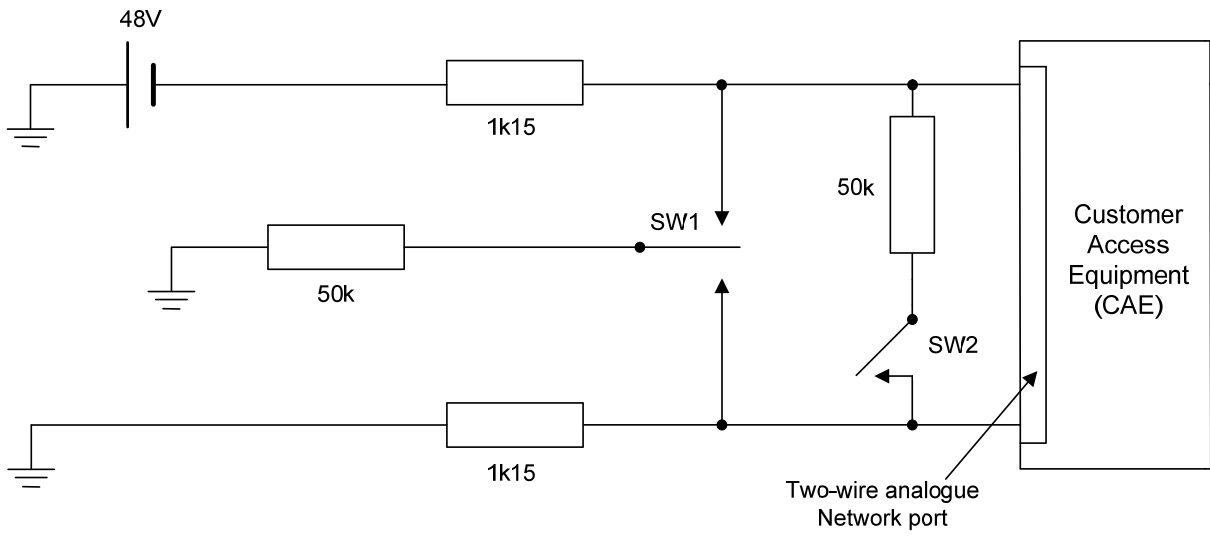 48V
1k15
50k
SW1
50k
SW2
1k15
Customer
Access
Equipment
(CAE)
Two-wire analogue
Network port